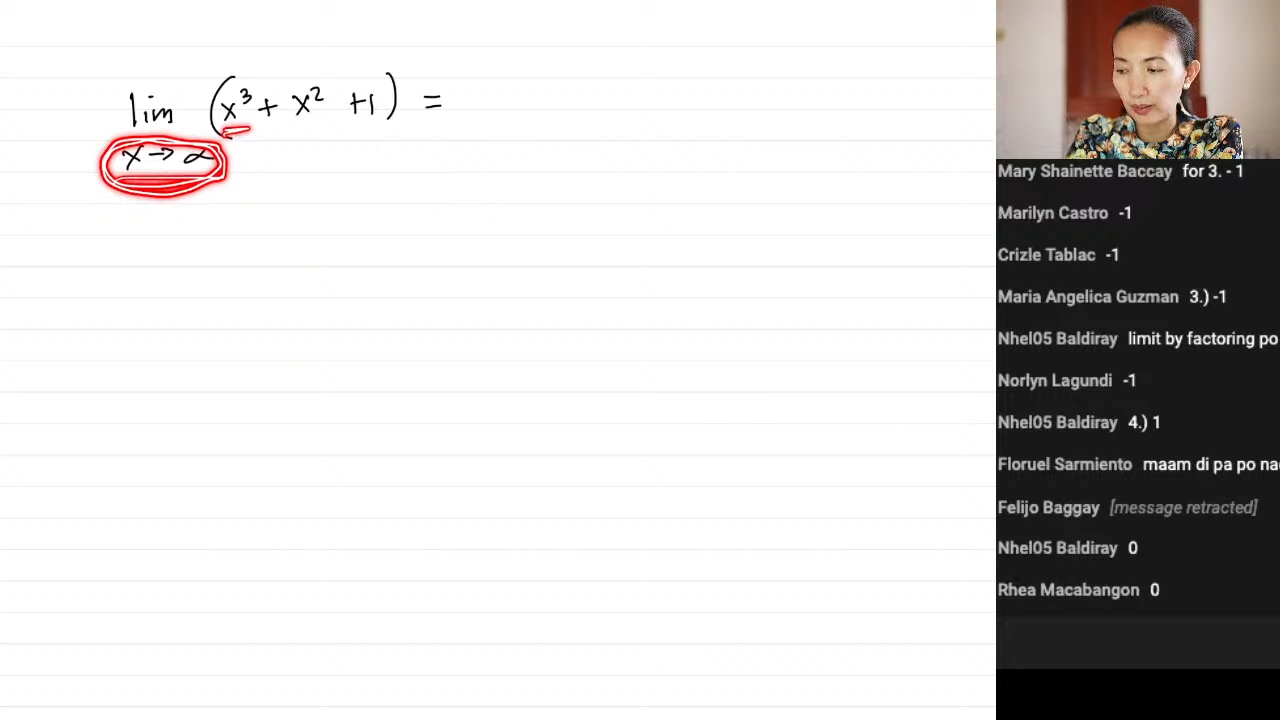 lim (x³ + x² +1) =
x → ∝
Mary Shainette Baccay for 3. - 1
Marilyn Castro -1
Crizle Tablac -1
Maria Angelica Guzman 3.) -1
Nhel05 Baldiray limit by factoring po
Norlyn Lagundi -1
Nhel05 Baldiray 4.) 1
Floruel Sarmiento maam di pa po na
Felijo Baggay [message retracted]
Nhel05 Baldiray 0
Rhea Macabangon 0